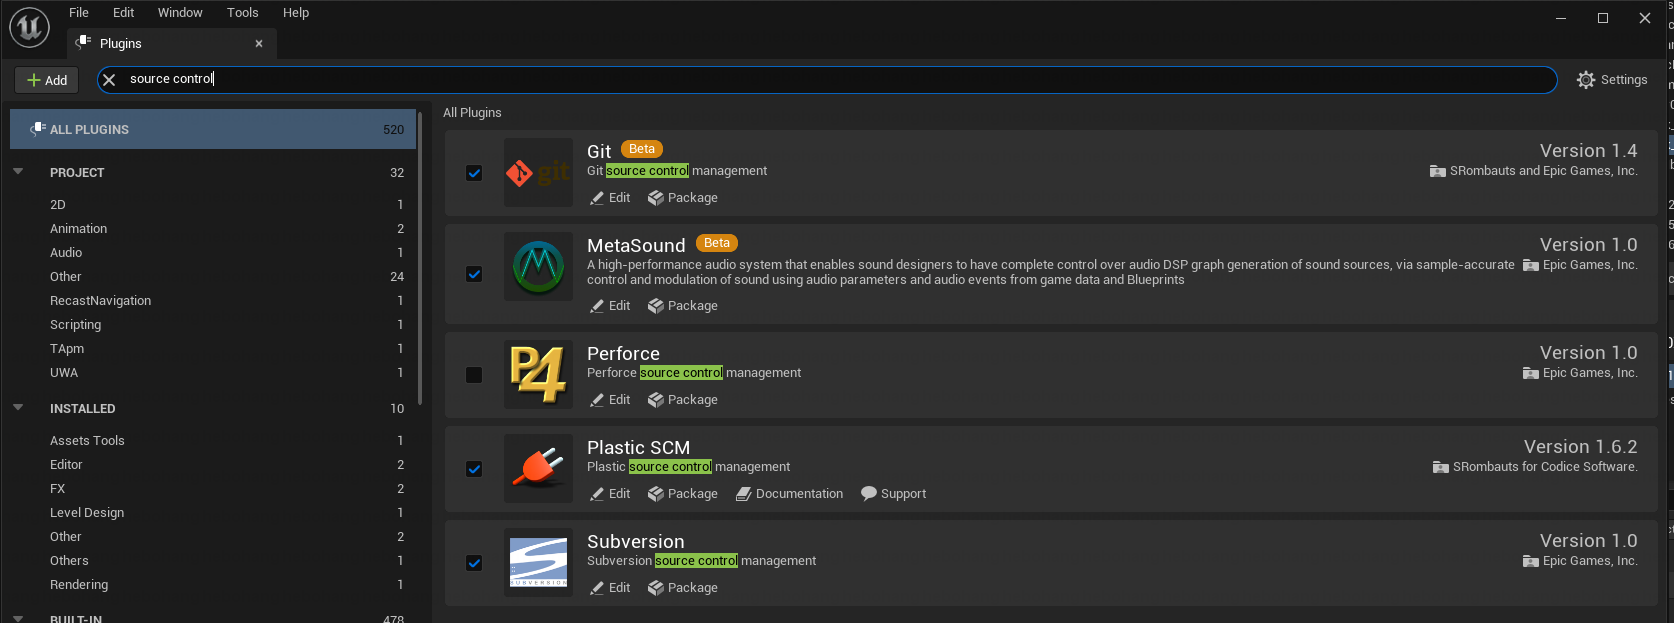 File Edit Window Tools Help
Plugins
Add
source control
Settings
ALL PLUGINS 520
PROJECT 32
2D 1
Animation 2
Audio 1
Other 24
RecastNavigation 1
Scripting 1
TApm 1
UWA 1
INSTALLED 10
Assets Tools 1
Editor 2
FX 2
Level Design 1
Other 2
Others 1
Rendering 1
BUILT-IN 478
All Plugins
git
Git Beta
Version 1.4
Git source control management
SRombauts and Epic Games, Inc.
Edit Package
MetaSound Beta
Version 1.0
A high-performance audio system that enables sound designers to have complete control over audio DSP graph generation of sound sources, via sample-accurate
Epic Games, Inc.
control and modulation of sound using audio parameters and audio events from game data and Blueprints
Edit Package
P4
Perforce
Version 1.0
Perforce source control management
Epic Games, Inc.
Edit Package
Plastic SCM
Version 1.6.2
Plastic source control management
SRombauts for Codice Software.
Edit Package Documentation Support
SUBVERSION
Subversion
Version 1.0
Subversion source control management
Epic Games, Inc.
Edit Package